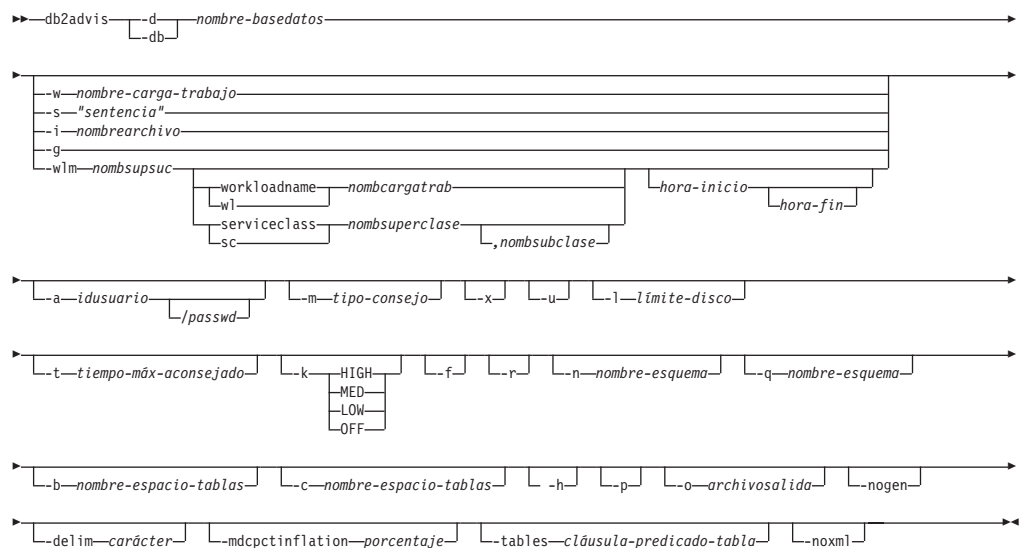 db2advis -d nombre-basedatos
-db
-w nombre-carga-trabajo
-s "sentencia"
-i nombrearchivo
-g
-wlm nombsupsuc
workloadname nombcargatrab hora-inicio
wl hora-fin
serviceclass nombsuperclase
sc ,nombsubclase
-a idusuario -m tipo-consejo -x -u -l límite-disco
/passwd
-t tiempo-máx-aconsejado -k HIGH -f -r -n nombre-esquema -q nombre-esquema
MED
LOW
OFF
-b nombre-espacio-tablas -c nombre-espacio-tablas -h -p -o archivosalida -nogen
-delim carácter -mdcpctinflation porcentaje -tables cláusula-predicado-tabla -noxml